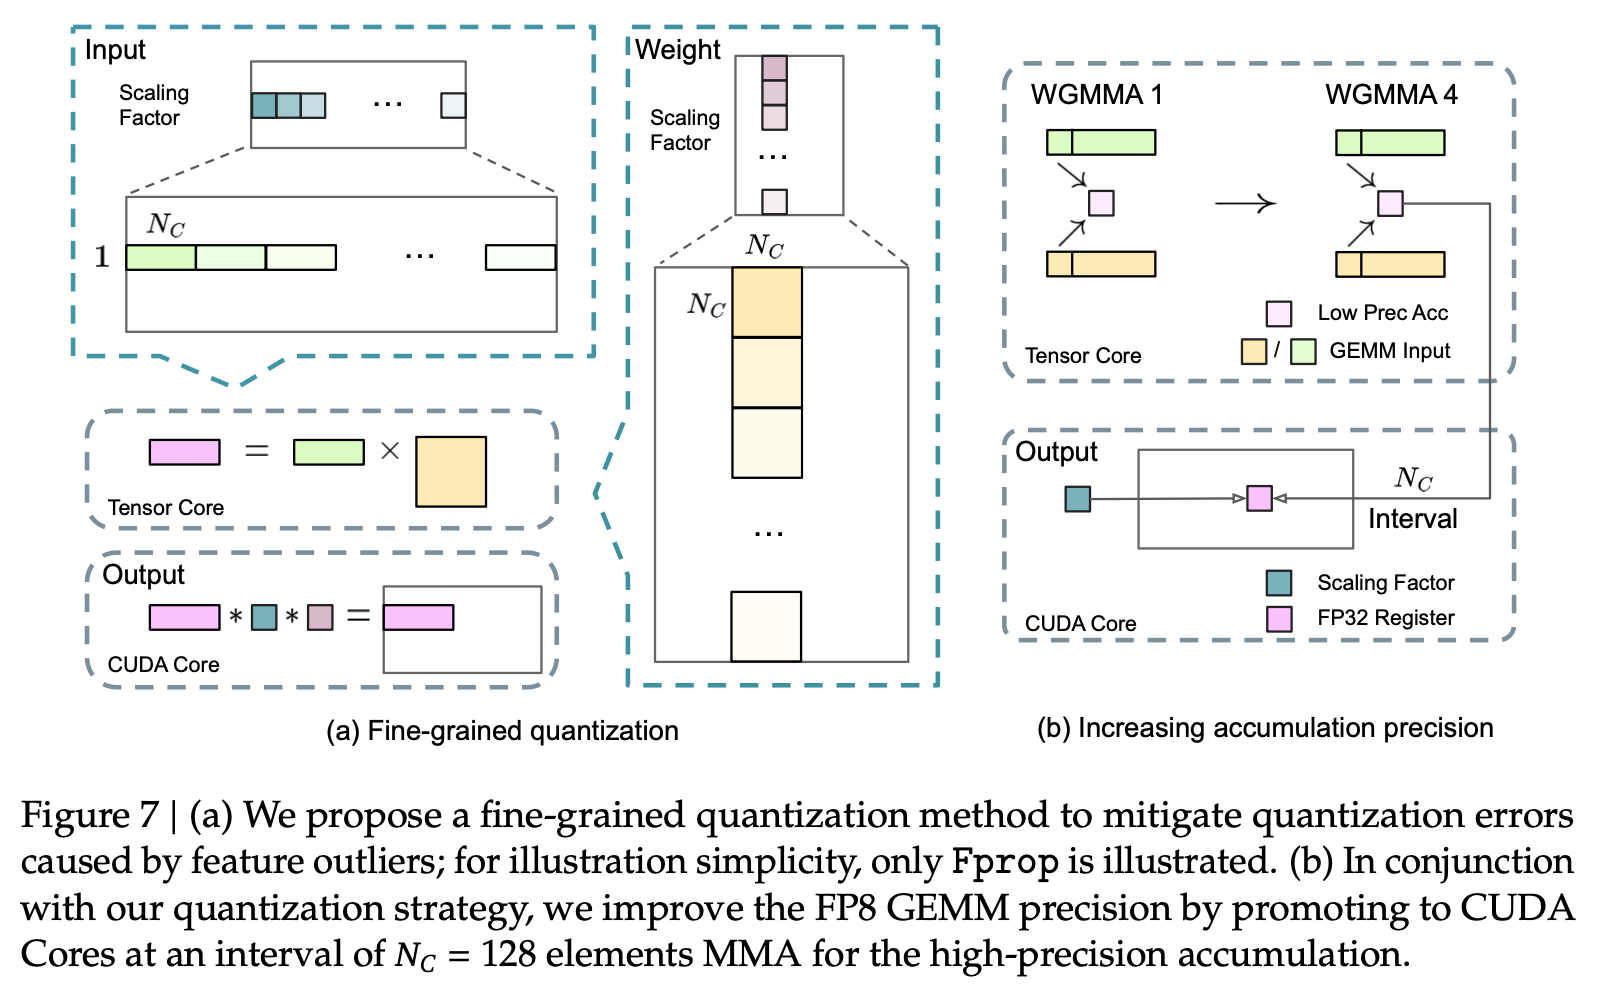 Input
Scaling
Factor
...
N_C
1
...
=
×
Tensor Core
Output
* * =
CUDA Core
Weight
Scaling
Factor
...
N_C
N_C
...
(a) Fine-grained quantization
WGMMA 1
WGMMA 4
Low Prec Acc
/ GEMM Input
Tensor Core
Output
N_C
Interval
Scaling Factor
FP32 Register
CUDA Core
(b) Increasing accumulation precision
Figure 7 | (a) We propose a fine-grained quantization method to mitigate quantization errors
caused by feature outliers; for illustration simplicity, only Fprop is illustrated. (b) In conjunction
with our quantization strategy, we improve the FP8 GEMM precision by promoting to CUDA
Cores at an interval of N_C = 128 elements MMA for the high-precision accumulation.